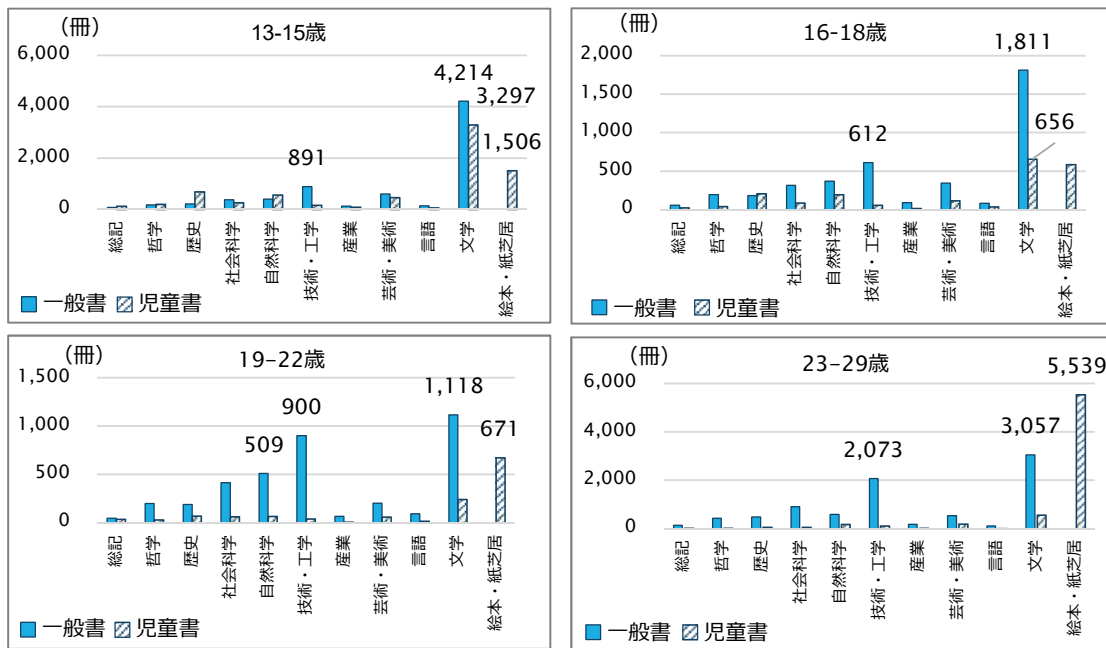 （冊）
13-15歳
6,000
4,000
2,000
0
4,214
3,297
1,506
891
総記
哲学
歴史
社会科学
自然科学
技術・工学
産業
芸術・美術
言語
文学
絵本・紙芝居
一般書 児童書
（冊）
16-18歳
2,000
1,500
1,000
500
0
1,811
656
612
総記
哲学
歴史
社会科学
自然科学
技術・工学
産業
芸術・美術
言語
文学
絵本・紙芝居
一般書 児童書
（冊）
19–22歳
1,500
1,000
500
0
1,118
900
671
509
総記
哲学
歴史
社会科学
自然科学
技術・工学
産業
芸術・美術
言語
文学
絵本・紙芝居
一般書 児童書
（冊）
23–29歳
6,000
4,000
2,000
0
5,539
3,057
2,073
総記
哲学
歴史
社会科学
自然科学
技術・工学
産業
芸術・美術
言語
文学
絵本・紙芝居
一般書 児童書